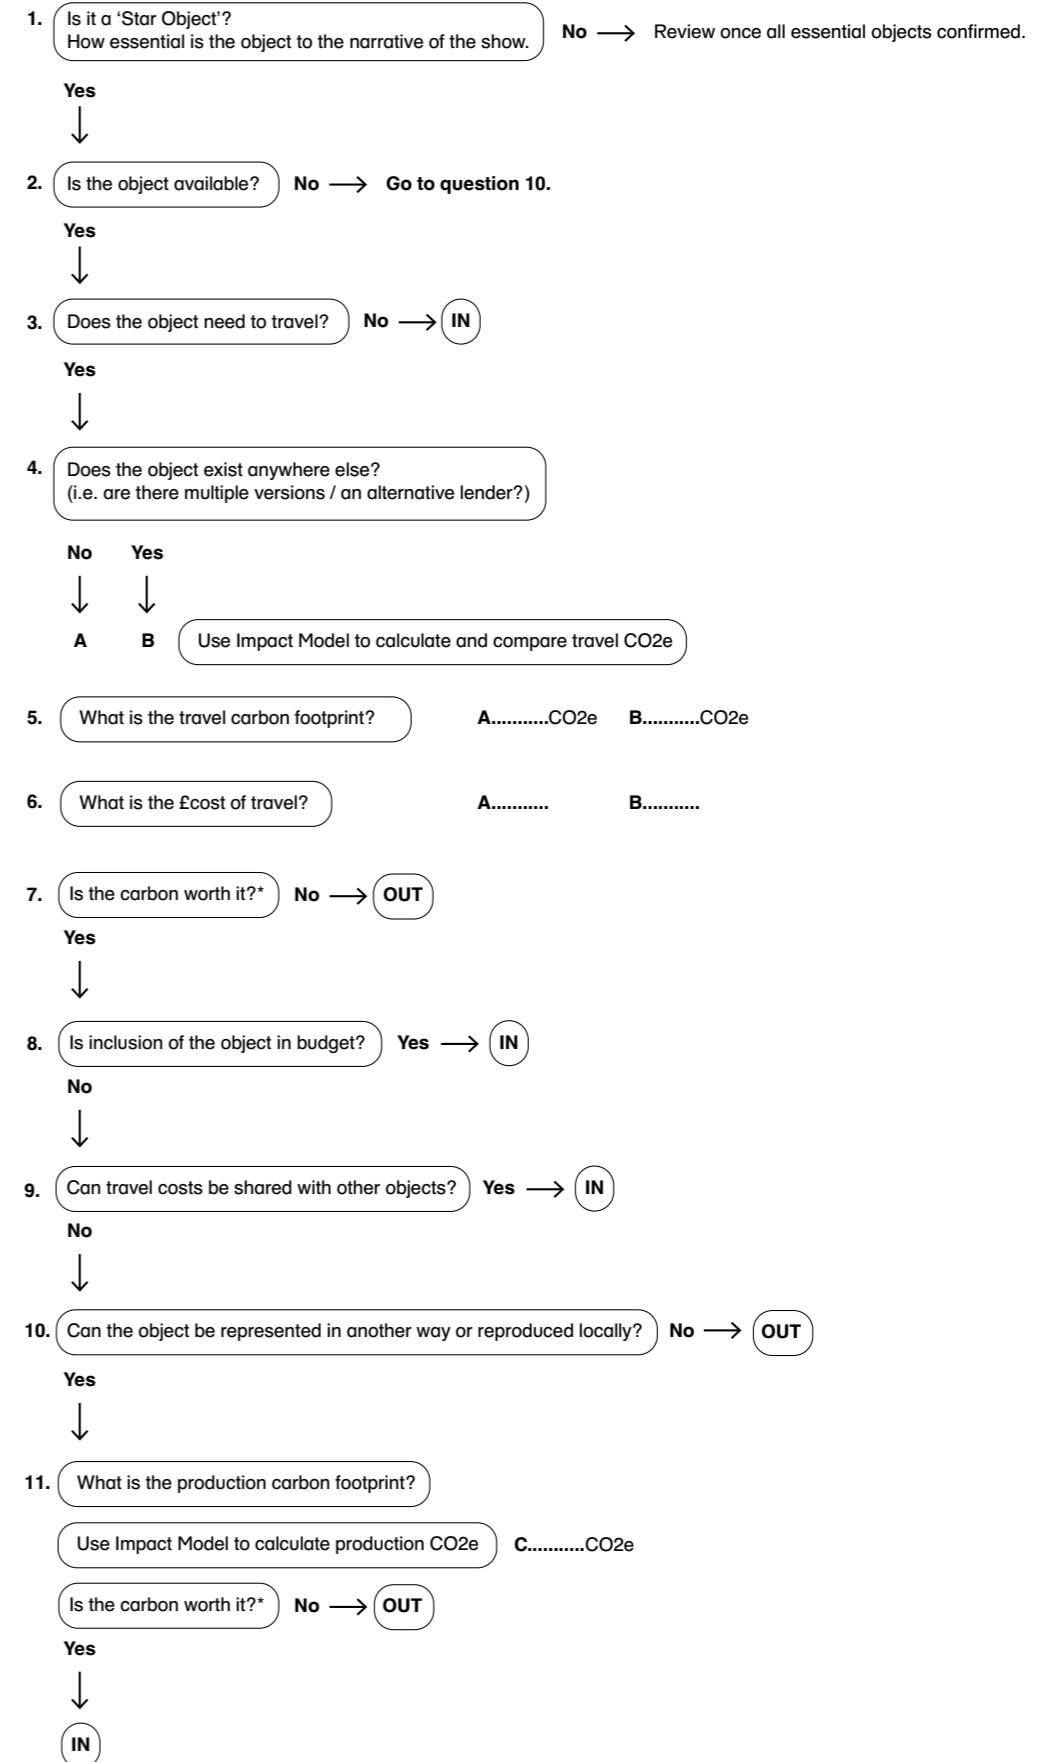 1. Is it a ‘Star Object’?
How essential is the object to the narrative of the show.
No Review once all essential objects confirmed.
Yes
2. Is the object available? No Go to question 10.
Yes
3. Does the object need to travel? No IN
Yes
4. Does the object exist anywhere else?
(i.e. are there multiple versions / an alternative lender?)
No Yes
A B Use Impact Model to calculate and compare travel CO2e
5. What is the travel carbon footprint? A...........CO2e B...........CO2e
6. What is the £cost of travel? A........... B...........
7. Is the carbon worth it?* No OUT
Yes
8. Is inclusion of the object in budget? Yes IN
No
9. Can travel costs be shared with other objects? Yes IN
No
10. Can the object be represented in another way or reproduced locally? No OUT
Yes
11. What is the production carbon footprint?
Use Impact Model to calculate production CO2e C...........CO2e
Is the carbon worth it?* No OUT
Yes
IN